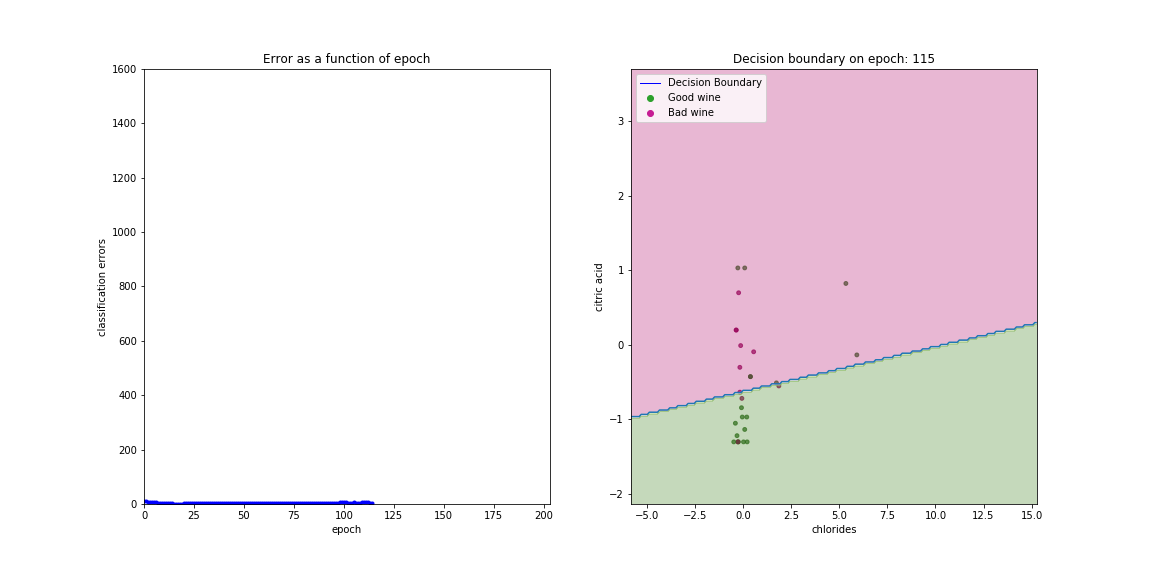 Error as a function of epoch
1600
1400
1200
1000
800
600
400
200
0
classification errors
0 25 50 75 100 125 150 175 200
epoch
Decision boundary on epoch: 115
Decision Boundary
Good wine
Bad wine
3
2
1
0
−1
−2
citric acid
−5.0 −2.5 0.0 2.5 5.0 7.5 10.0 12.5 15.0
chlorides